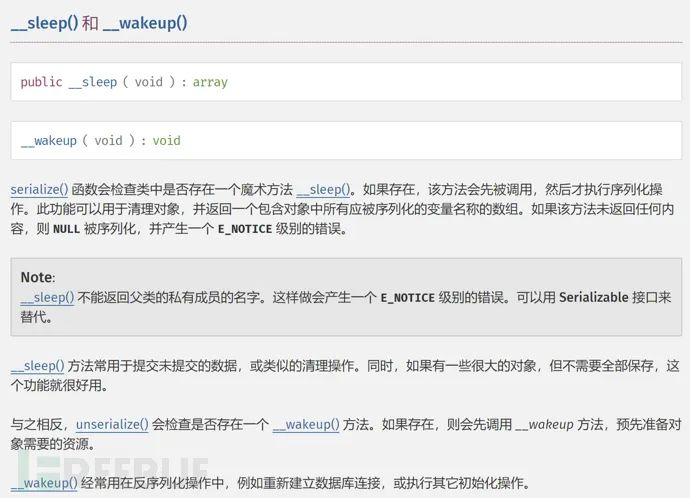 __sleep() 和 __wakeup()
public __sleep ( void ) : array
__wakeup ( void ) : void
serialize() 函数会检查类中是否存在一个魔术方法 __sleep()。如果存在，该方法会先被调用，然后才执行序列化操
作。此功能可以用于清理对象，并返回一个包含对象中所有应被序列化的变量名称的数组。如果该方法未返回任何内
容，则 NULL 被序列化，并产生一个 E_NOTICE 级别的错误。
Note:
__sleep() 不能返回父类的私有成员的名字。这样做会产生一个 E_NOTICE 级别的错误。可以用 Serializable 接口来
替代。
__sleep() 方法常用于提交未提交的数据，或类似的清理操作。同时，如果有一些很大的对象，但不需要全部保存，这
个功能就很好用。
与之相反，unserialize() 会检查是否存在一个 __wakeup() 方法。如果存在，则会先调用 __wakeup 方法，预先准备对
象需要的资源。
__wakeup() 经常用在反序列化操作中，例如重新建立数据库连接，或执行其它初始化操作。